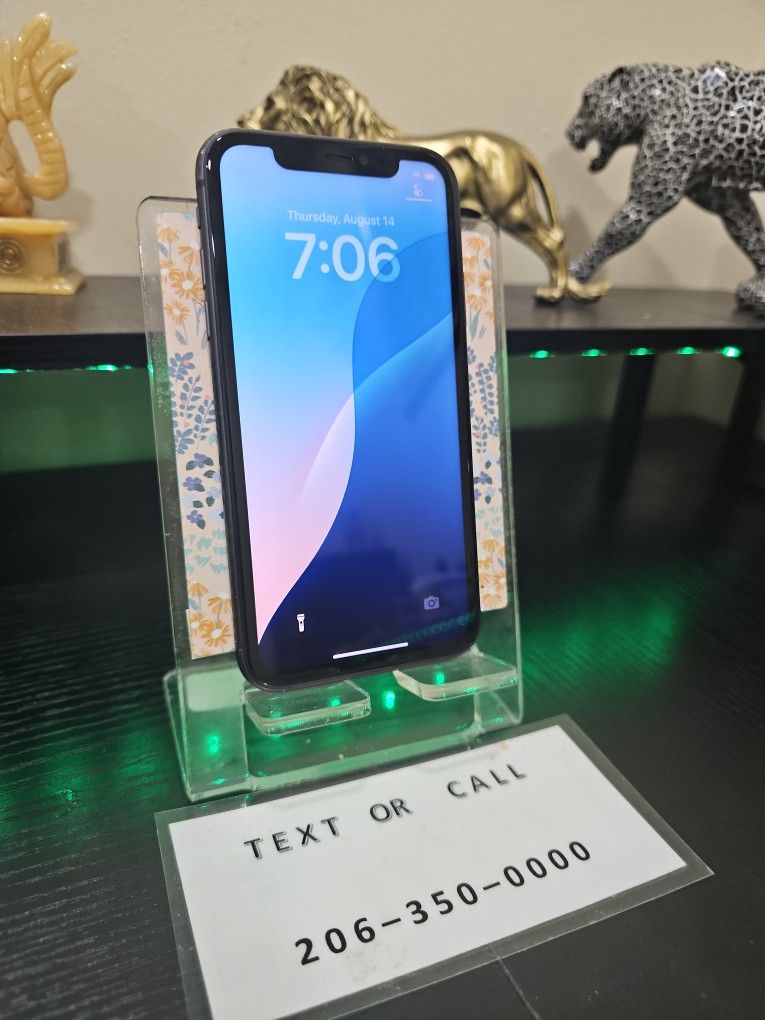 Thursday, August 14
7:06
TEXT OR CALL
206-350-0000